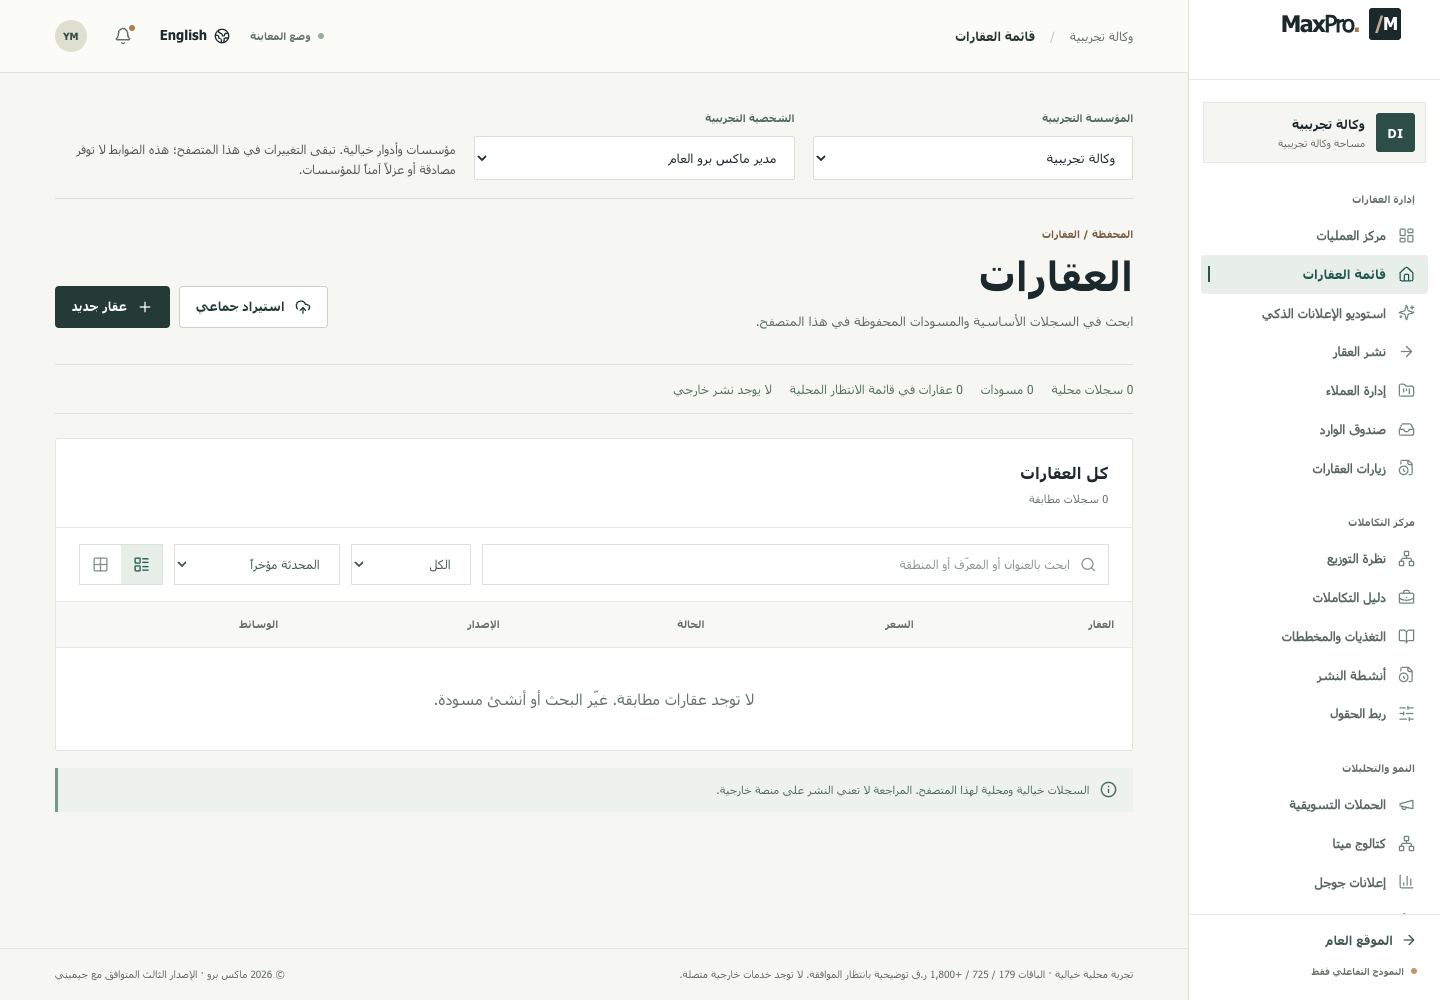 MaxPro.
/M
DI
وكالة تجريبية
مساحة وكالة تجريبية
إدارة العقارات
مركز العمليات
قائمة العقارات
استوديو الإعلانات الذكي
نشر العقار
إدارة العملاء
صندوق الوارد
زيارات العقارات
مركز التكاملات
نظرة التوزيع
دليل التكاملات
التغذيات والمخططات
أنشطة النشر
ربط الحقول
النمو والتحليلات
الحملات التسويقية
كتالوج ميتا
إعلانات جوجل
الموقع العام
النموذج التفاعلي فقط
وكالة تجريبية / قائمة العقارات
وضع المعاينة
English
YM
المؤسسة التجريبية
وكالة تجريبية
الشخصية التجريبية
مدير ماكس برو العام
مؤسسات وأدوار خيالية. تبقى التغييرات في هذا المتصفح؛ هذه الضوابط لا توفر
مصادقة أو عزلاً آمناً للمؤسسات.
المحفظة / العقارات
العقارات
ابحث في السجلات الأساسية والمسودات المحفوظة في هذا المتصفح.
استيراد جماعي
عقار جديد
0 سجلات محلية
0 مسودات
0 عقارات في قائمة الانتظار المحلية
لا يوجد نشر خارجي
كل العقارات
0 سجلات مطابقة
ابحث بالعنوان أو المعرّف أو المنطقة
الكل
المحدثة مؤخراً
العقار
السعر
الحالة
الإصدار
الوسائط
لا توجد عقارات مطابقة. غيّر البحث أو أنشئ مسودة.
السجلات خيالية ومحلية لهذا المتصفح. المراجعة لا تعني النشر على منصة خارجية.
تجربة محلية خيالية · الباقات 179 / 725 / +1,800 ر.ق توضيحية بانتظار الموافقة. لا توجد خدمات خارجية متصلة.
© 2026 ماكس برو · الإصدار الثالث المتوافق مع جيميني